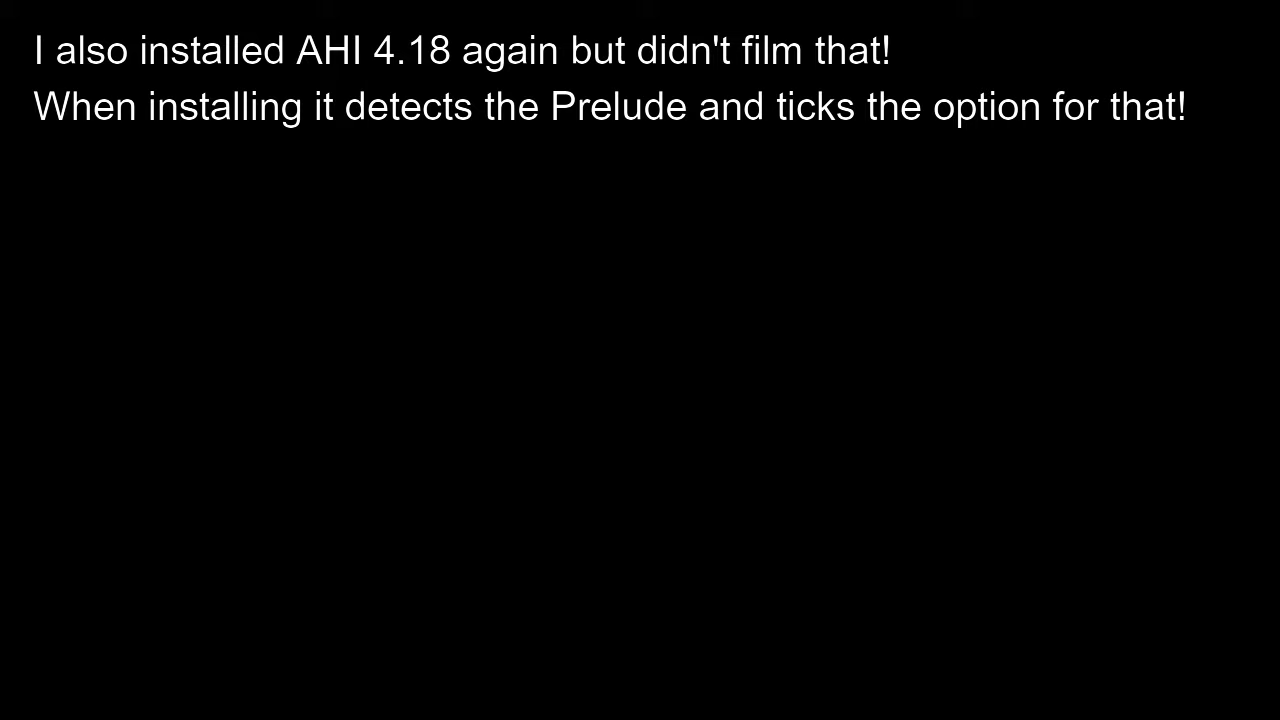 I also installed AHI 4.18 again but didn't film that!
When installing it detects the Prelude and ticks the option for that!